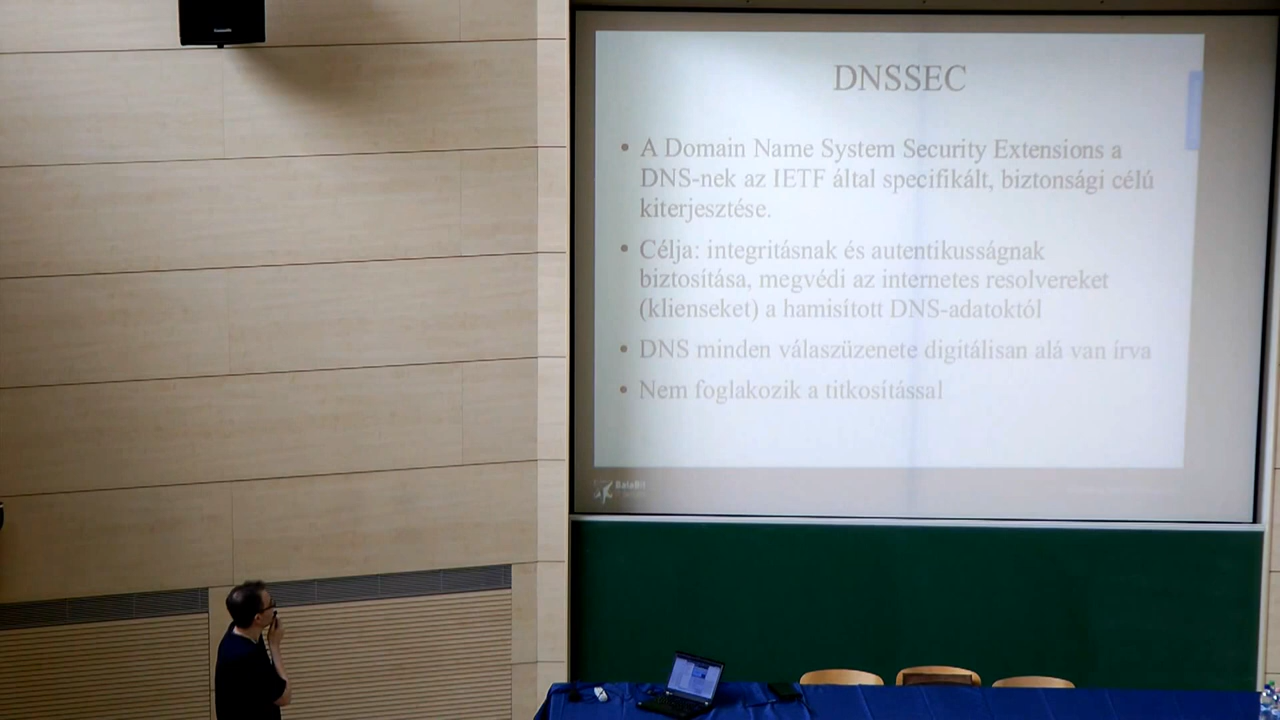 DNSSEC
• A Domain Name System Security Extensions a
DNS-nek az IETF által specifikált, biztonsági célú
kiterjesztése.
• Célja: integritásnak és autentikusságnak
biztosítása, megvédi az internetes resolvereket
(klienseket) a hamisított DNS-adatoktól
• DNS minden válaszüzenete digitálisan alá van írva
• Nem foglakozik a titkosítással
BalaBit